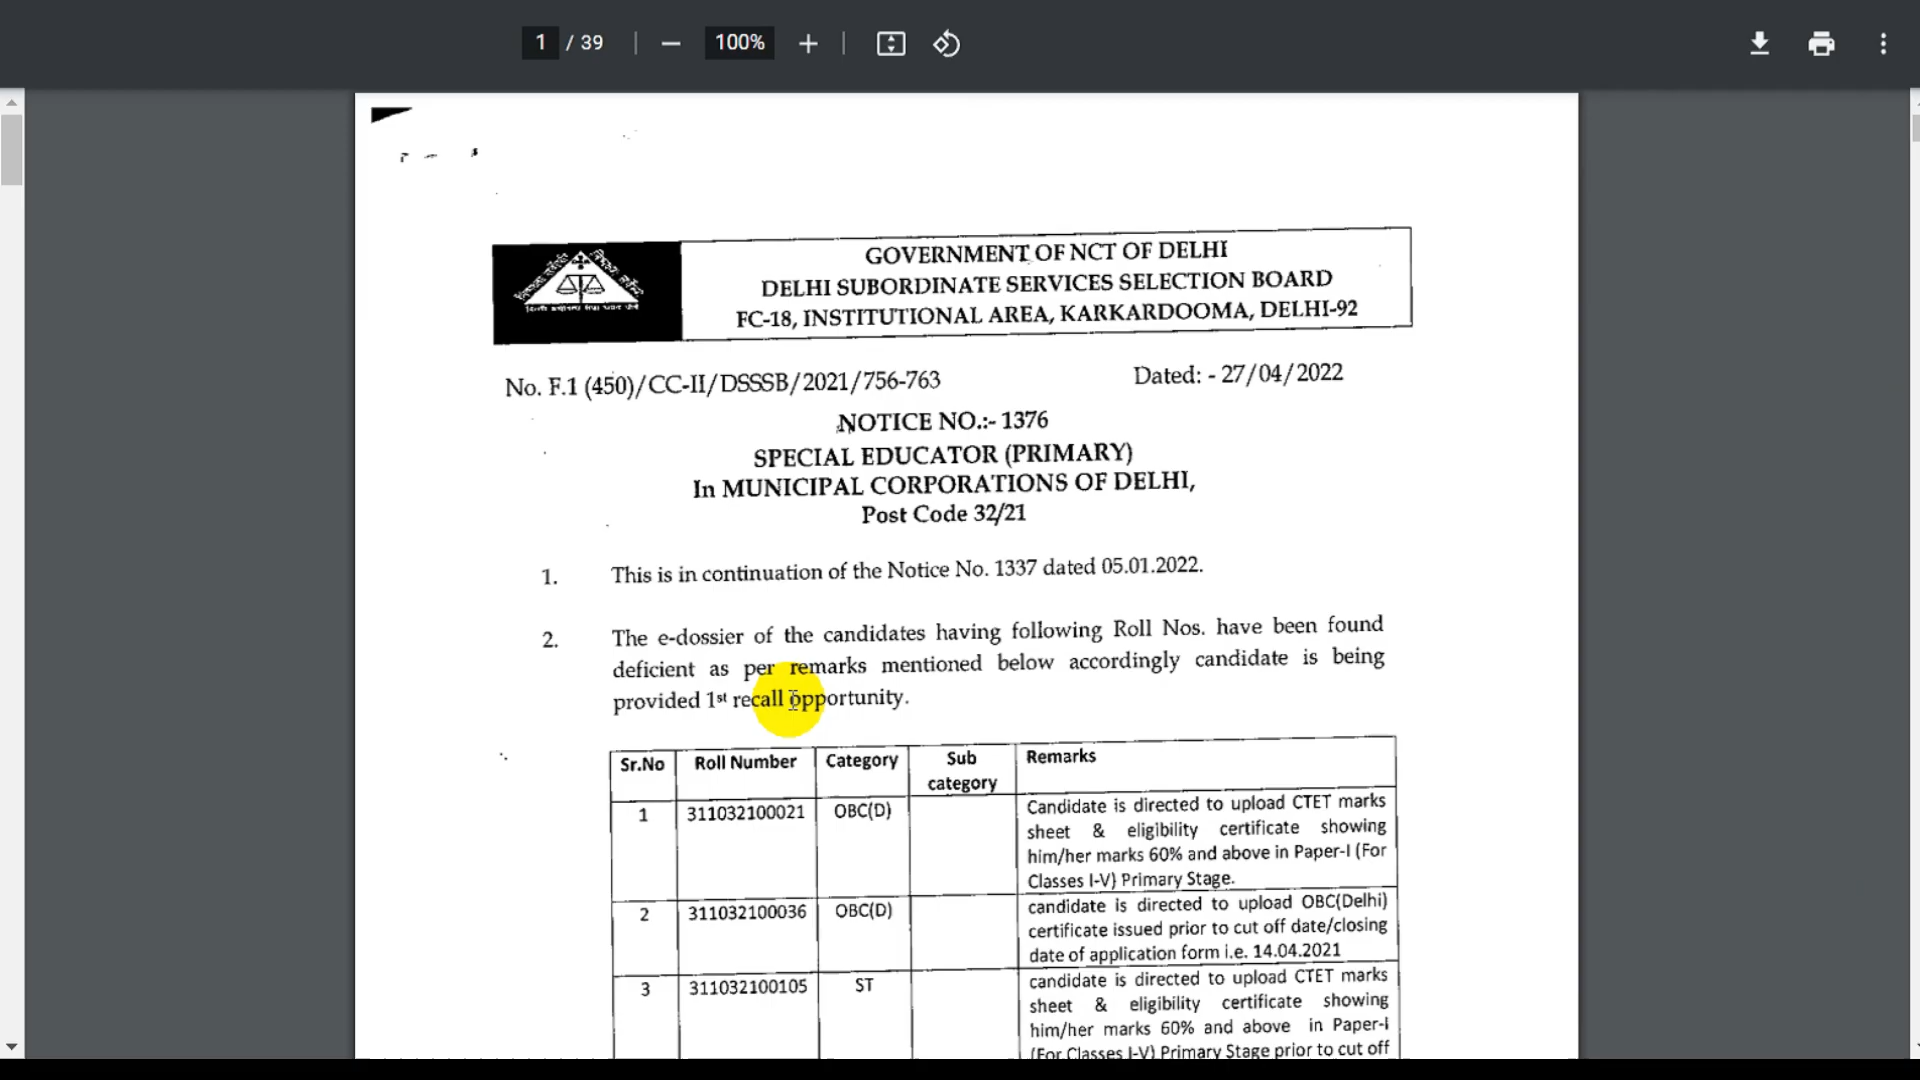 1 / 39
100%
GOVERNMENT OF NCT OF DELHI
DELHI SUBORDINATE SERVICES SELECTION BOARD
FC-18, INSTITUTIONAL AREA, KARKARDOOMA, DELHI-92
No. F.1 (450)/CC-II/DSSSB/2021/756-763 Dated: - 27/04/2022
NOTICE NO.:- 1376
SPECIAL EDUCATOR (PRIMARY)
In MUNICIPAL CORPORATIONS OF DELHI,
Post Code 32/21
1. This is in continuation of the Notice No. 1337 dated 05.01.2022.
2. The e-dossier of the candidates having following Roll Nos. have been found
deficient as per remarks mentioned below accordingly candidate is being
provided 1st recall opportunity.
Sr.No Roll Number Category Sub category Remarks
1 311032100021 OBC(D) Candidate is directed to upload CTET marks
sheet & eligibility certificate showing
him/her marks 60% and above in Paper-I (For
Classes I-V) Primary Stage.
2 311032100036 OBC(D) candidate is directed to upload OBC(Delhi)
certificate issued prior to cut off date/closing
date of application form i.e. 14.04.2021
3 311032100105 ST candidate is directed to upload CTET marks
sheet & eligibility certificate showing
him/her marks 60% and above in Paper-I
(For Classes I-V) Primary Stage prior to cut off